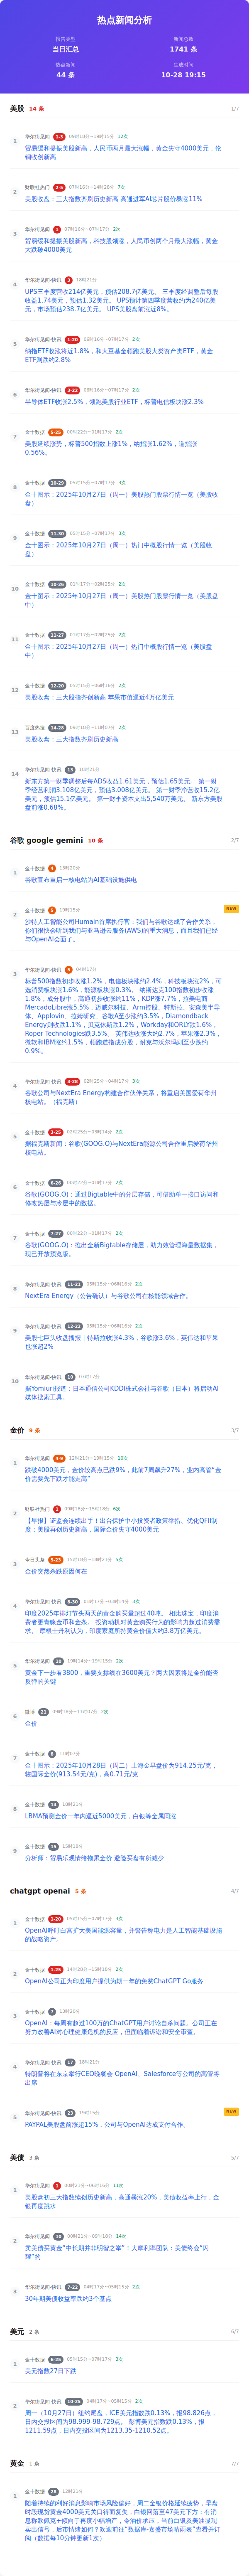 热点新闻分析
报告类型
新闻总数
当日汇总
1741 条
热点新闻
生成时间
44 条
10-28 19:15
美股 14 条
1/7
1
华尔街见闻 1-3 09时18分~19时15分 12次
贸易缓和提振美股新高，人民币两月最大涨幅，黄金失守4000美元，伦
铜收创新高
2
财联社热门 2-5 07时16分~14时28分 7次
美股收盘：三大指数齐刷历史新高 高通进军AI芯片股价暴涨11%
3
华尔街见闻 1 07时16分~07时17分 2次
贸易缓和提振美股新高，科技股领涨，人民币创两个月最大涨幅，黄金
大跌破4000美元
4
华尔街见闻-快讯 3 18时21分
UPS三季度营收214亿美元，预估208.7亿美元。 三季度经调整后每股
收益1.74美元，预估1.32美元。 UPS预计第四季度营收约为240亿美
元，市场预估238.7亿美元。 UPS美股盘前涨近8%。
5
华尔街见闻-快讯 1-20 06时16分~07时17分 2次
纳指ETF收涨将近1.8%，和大豆基金领跑美股大类资产类ETF，黄金
ETF则跌约2.8%
6
华尔街见闻-快讯 3-22 06时16分~07时17分 2次
半导体ETF收涨2.5%，领跑美股行业ETF，标普电信板块涨2.3%
7
金十数据 5-25 00时22分~01时17分 2次
美股延续涨势，标普500指数上涨1%，纳指涨1.62%，道指涨
0.56%。
8
金十数据 10-29 05时15分~07时17分 3次
金十图示：2025年10月27日（周一）美股热门股票行情一览（美股收
盘）
9
金十数据 11-30 05时15分~07时17分 3次
金十图示：2025年10月27日（周一）热门中概股行情一览（美股收
盘）
10
金十数据 10-26 01时17分~02时25分 2次
金十图示：2025年10月27日（周一）美股热门股票行情一览（美股盘
中）
11
金十数据 11-27 01时17分~02时25分 2次
金十图示：2025年10月27日（周一）热门中概股行情一览（美股盘
中）
12
金十数据 12-20 05时15分~06时16分 2次
美股收盘：三大股指齐创新高 苹果市值逼近4万亿美元
13
百度热搜 14-28 09时18分~11时07分 2次
美股收盘：三大指数齐刷历史新高
14
华尔街见闻-快讯 13 18时21分
新东方第一财季调整后每ADS收益1.61美元，预估1.65美元。 第一财
季经营利润3.108亿美元，预估3.008亿美元。 第一财季净营收15.2亿
美元，预估15.1亿美元。 第一财季资本支出5,540万美元。 新东方美股
盘前涨0.68%。
谷歌 google gemini 10 条
2/7
1
金十数据 4 23时20分
谷歌宣布重启一核电站为AI基础设施供电
NEW
2
金十数据 5 19时15分
沙特人工智能公司Humain首席执行官：我们与谷歌达成了合作关系，
你们很快会听到我们与亚马逊云服务(AWS)的重大消息，而且我们已经
与OpenAI会面了。
3
华尔街见闻-快讯 5 04时17分
标普500指数初步收涨1.2%，电信板块涨约2.4%，科技板块涨2%，可
选消费板块涨1.6%，能源板块涨0.3%。 纳斯达克100指数初步收涨
1.8%，成分股中，高通初步收涨约11%，KDP涨7.7%，拉美电商
MercadoLibre涨5.5%，迈威尔科技、Arm控股、特斯拉、安森美半导
体、Applovin、拉姆研究、谷歌A至少涨约3.5%，Diamondback
Energy则收跌1.1%，贝克休斯跌1.2%，Workday和ORLY跌1.6%，
Roper Technologies跌3.5%。 英伟达收涨大约2.7%，苹果涨2.3%，
微软和IBM涨约1.5%，领跑道指成分股，耐克与沃尔玛则至少跌约
0.9%。
4
华尔街见闻-快讯 3-28 02时25分~04时17分 3次
谷歌公司与NextEra Energy构建合作伙伴关系，将重启美国爱荷华州
核电站。（福克斯）
5
金十数据 3-25 02时25分~03时14分 2次
据福克斯新闻：谷歌(GOOG.O)与NextEra能源公司合作重启爱荷华州
核电站。
6
金十数据 6-26 00时22分~01时17分 2次
谷歌(GOOG.O)：通过Bigtable中的分层存储，可借助单一接口访问和
修改热层与冷层中的数据。
7
金十数据 7-27 00时22分~01时17分 2次
谷歌(GOOG.O)：推出全新Bigtable存储层，助力效管理海量数据集，
现已开放预览版。
8
华尔街见闻-快讯 11-21 05时15分~06时16分 2次
NextEra Energy（公告确认）与谷歌公司在核能领域合作。
9
华尔街见闻-快讯 12-22 05时15分~06时16分 2次
美股七巨头收盘播报｜特斯拉收涨4.3%，谷歌涨3.6%，英伟达和苹果
也涨超2%
10
华尔街见闻-快讯 10 07时17分
据Yomiuri报道：日本通信公司KDDI株式会社与谷歌（日本）将启动AI
媒体搜索工具。
金价 9 条
3/7
1
华尔街见闻 4-6 12时21分~19时15分 10次
跌破4000美元，金价较高点已跌9%，此前7周飙升27%，业内高管“金
价需要先下跌才能走高”
2
财联社热门 1 09时18分~15时18分 6次
【早报】证监会连续出手！出台保护中小投资者政策举措、优化QFII制
度；美股再创历史新高，国际金价失守4000美元
3
今日头条 5-23 15时18分~18时21分 5次
金价突然杀跌原因何在
4
华尔街见闻-快讯 8-30 01时17分~03时14分 3次
印度2025年排灯节头两天的黄金购买量超过40吨。 相比珠宝，印度消
费者更青睐金币和金条。 投资动机对黄金购买行为的影响力超过消费需
求。 摩根士丹利认为，印度家庭所持黄金价值大约3.8万亿美元。
5
华尔街见闻 16 19时14分~19时15分 2次
黄金下一步看3800，重要支撑线在3600美元？两大因素将是金价能否
反弹的关键
6
微博 21 09时18分~11时07分 2次
金价
7
金十数据 8 11时07分
金十图示：2025年10月28日（周二）上海金早盘价为914.25元/克，
较国际金价(913.54元/克)，高0.71元/克
8
金十数据 14 18时21分
LBMA预测金价一年内逼近5000美元，白银等金属同涨
9
金十数据 15 15时18分
分析师：贸易乐观情绪拖累金价 避险买盘有所减少
chatgpt openai 5 条
4/7
1
金十数据 1-20 05时15分~07时17分 3次
OpenAI呼吁白宫扩大美国能源容量，并警告称电力是人工智能基础设施
的战略资产。
2
金十数据 1-25 14时28分~15时18分 2次
OpenAI公司正为印度用户提供为期一年的免费ChatGPT Go服务
3
金十数据 7 13时20分
OpenAI：每周有超过100万的ChatGPT用户讨论自杀问题。公司正在
努力改善AI对心理健康危机的反应，但面临着诉讼和安全审查。
4
华尔街见闻-快讯 17 18时21分
特朗普将在东京举行CEO晚餐会 OpenAI、Salesforce等公司的高管将
出席
NEW
5
华尔街见闻-快讯 23 19时15分
PAYPAL美股盘前涨超15%，公司与OpenAI达成支付合作。
美债 3 条
5/7
1
华尔街见闻 1 00时21分~06时16分 11次
美股盘初三大指数续创历史新高，高通暴涨20%，美债收益率上行，金
银再度跳水
2
华尔街见闻 10 00时21分~09时18分 14次
卖美债买黄金“中长期并非明智之举”！大摩利率团队：美债终会“闪
耀”的
3
华尔街见闻-快讯 7-22 04时17分~05时15分 2次
30年期美债收益率跌约3个基点
美元 2 条
6/7
1
金十数据 6-25 05时15分~07时17分 3次
美元指数27日下跌
2
华尔街见闻-快讯 10-25 04时17分~05时15分 2次
周一（10月27日）纽约尾盘，ICE美元指数跌0.13%，报98.826点，
日内交投区间为98.999-98.729点。 彭博美元指数跌0.13%，报
1211.59点，日内交投区间为1213.35-1210.52点。
黄金 1 条
7/7
1
金十数据 28 12时21分
随着持续的利好消息影响市场风险偏好，周二金银价格延续疲势，早盘
时段现货黄金4000美元关口得而复失，白银回落至47美元下方；有消
息称欧佩克+倾向于再度小幅增产，令油价承压，当前白银及美油呈现
卖出信号，后市情绪如何？欢迎前往“数据库-嘉盛市场晴雨表”查看并订
阅（数据每10分钟更新1次）